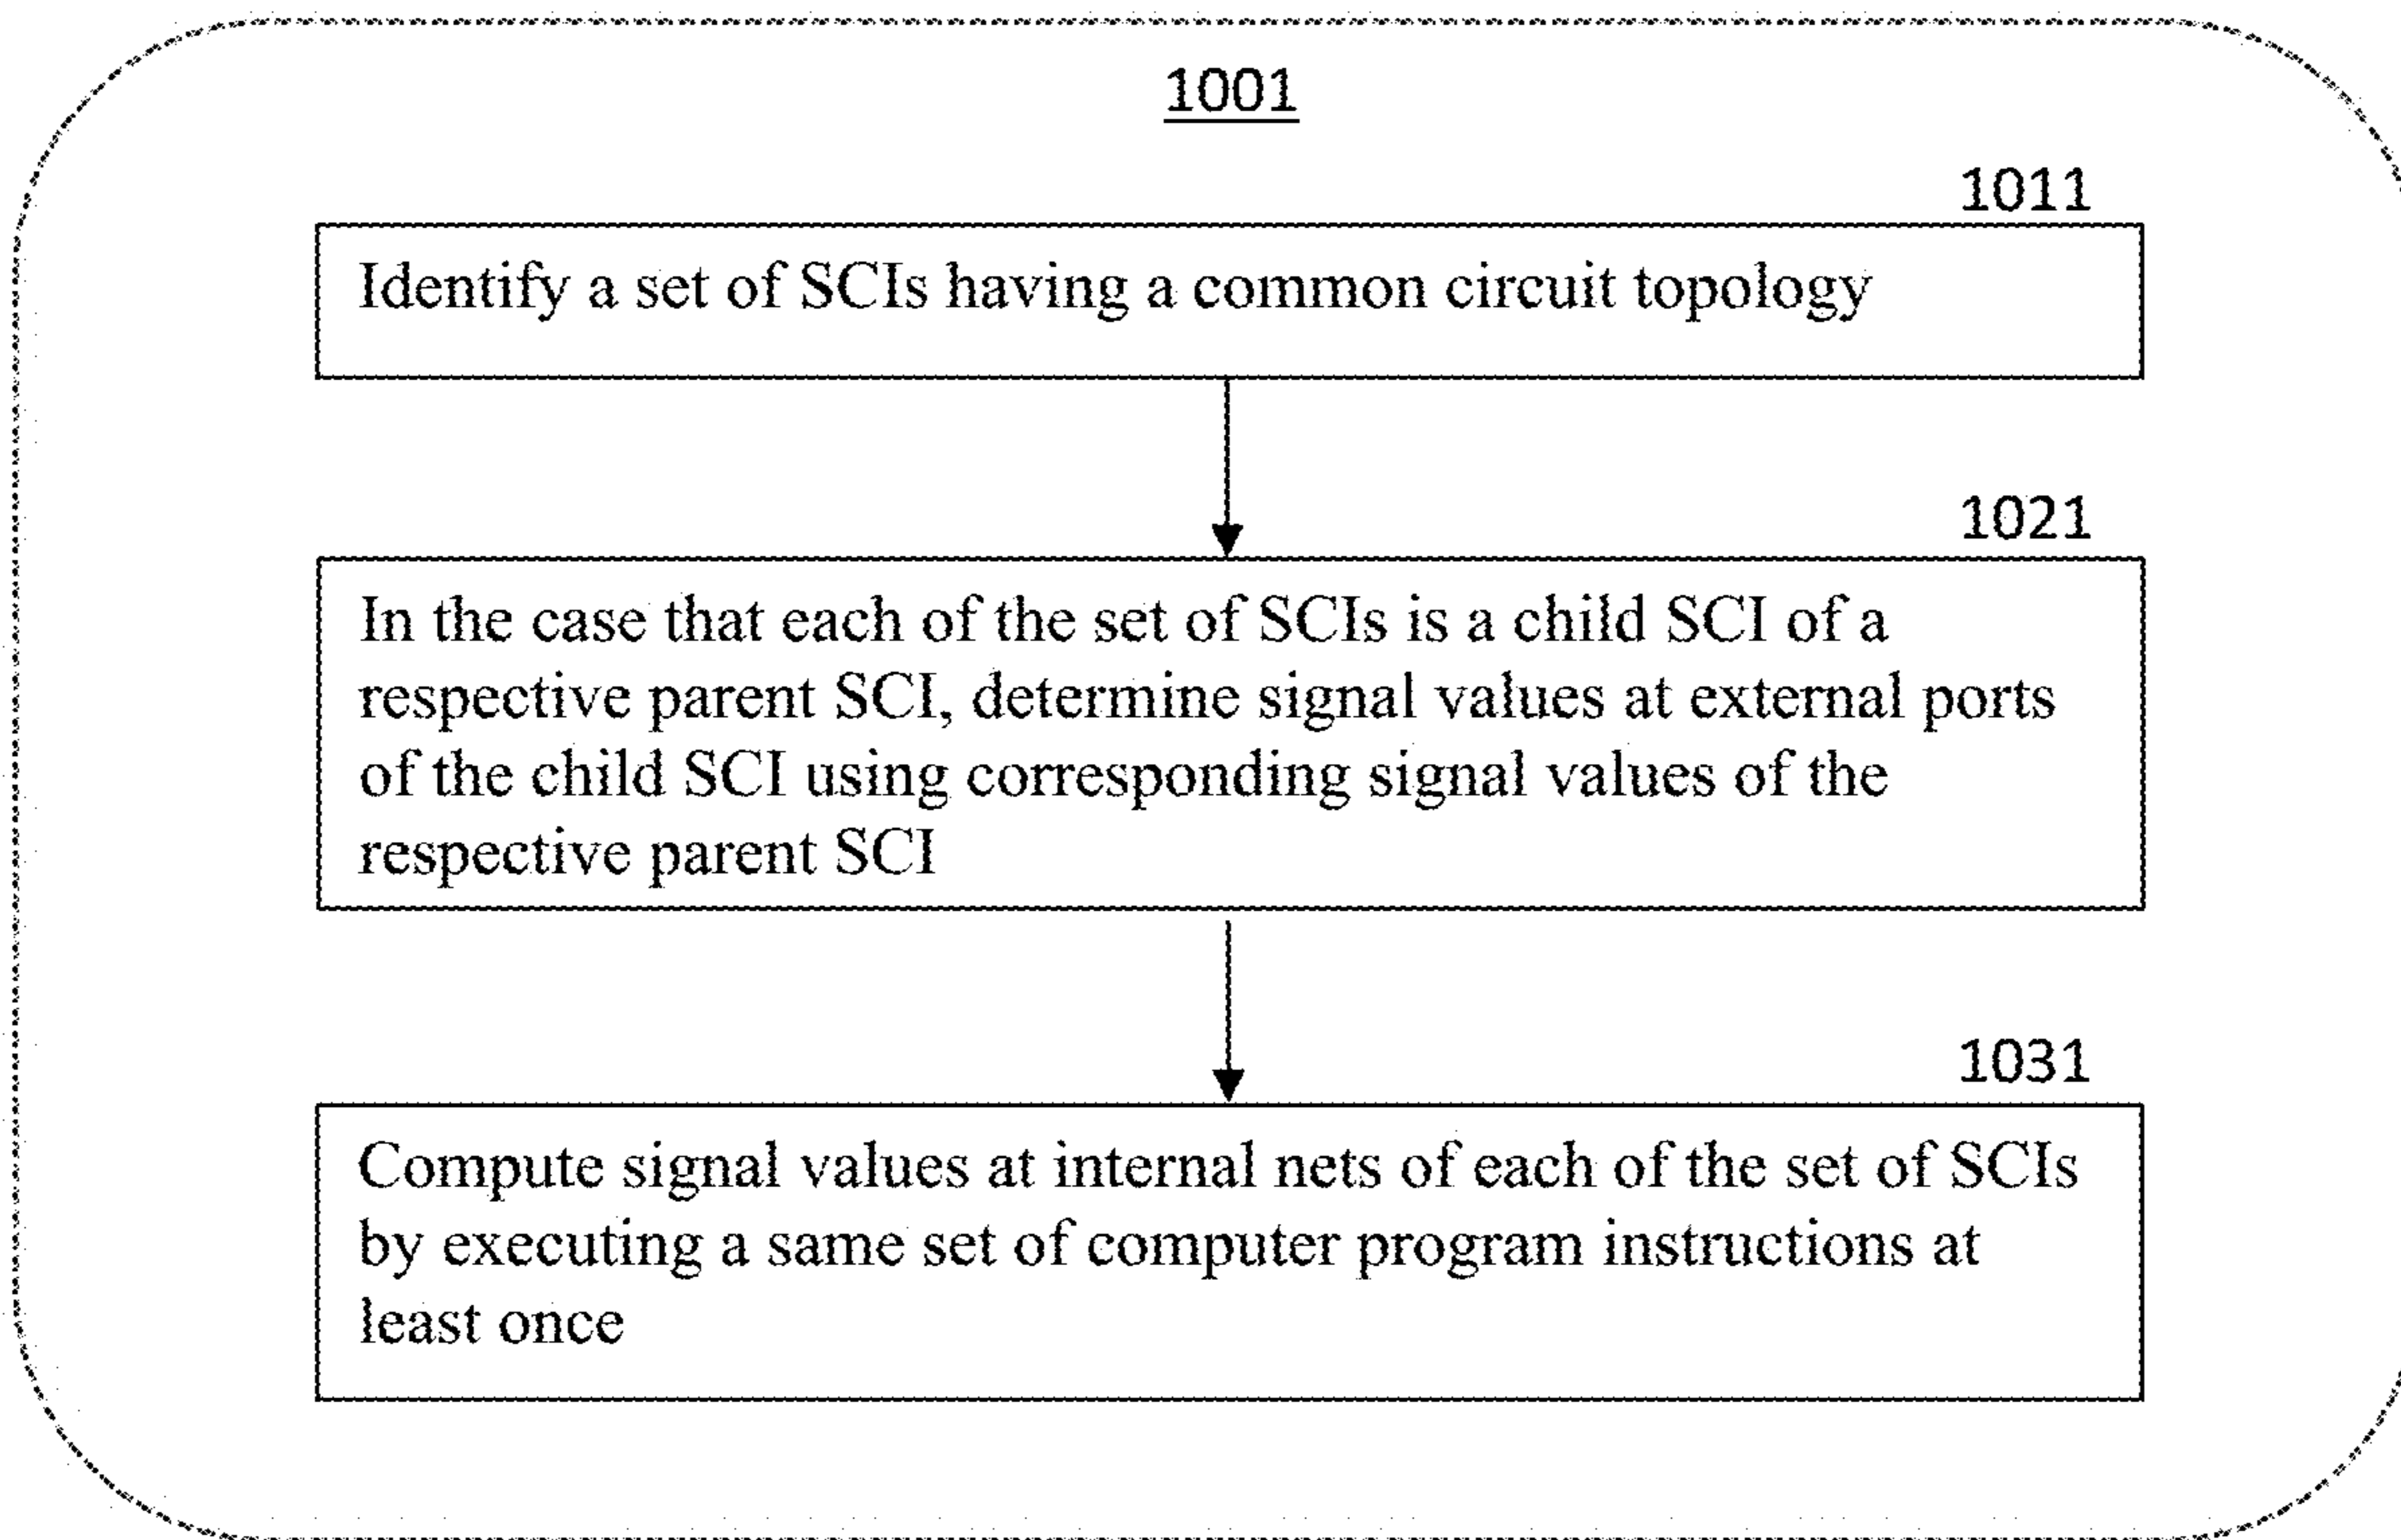 1001
1011
Identify a set of SCIs having a common circuit topology
1021
In the case that each of the set of SCIs is a child SCI of a
respective parent SCI, determine signal values at external ports
of the child SCI using corresponding signal values of the
respective parent SCI
1031
Compute signal values at internal nets of each of the set of SCIs
by executing a same set of computer program instructions at
least once